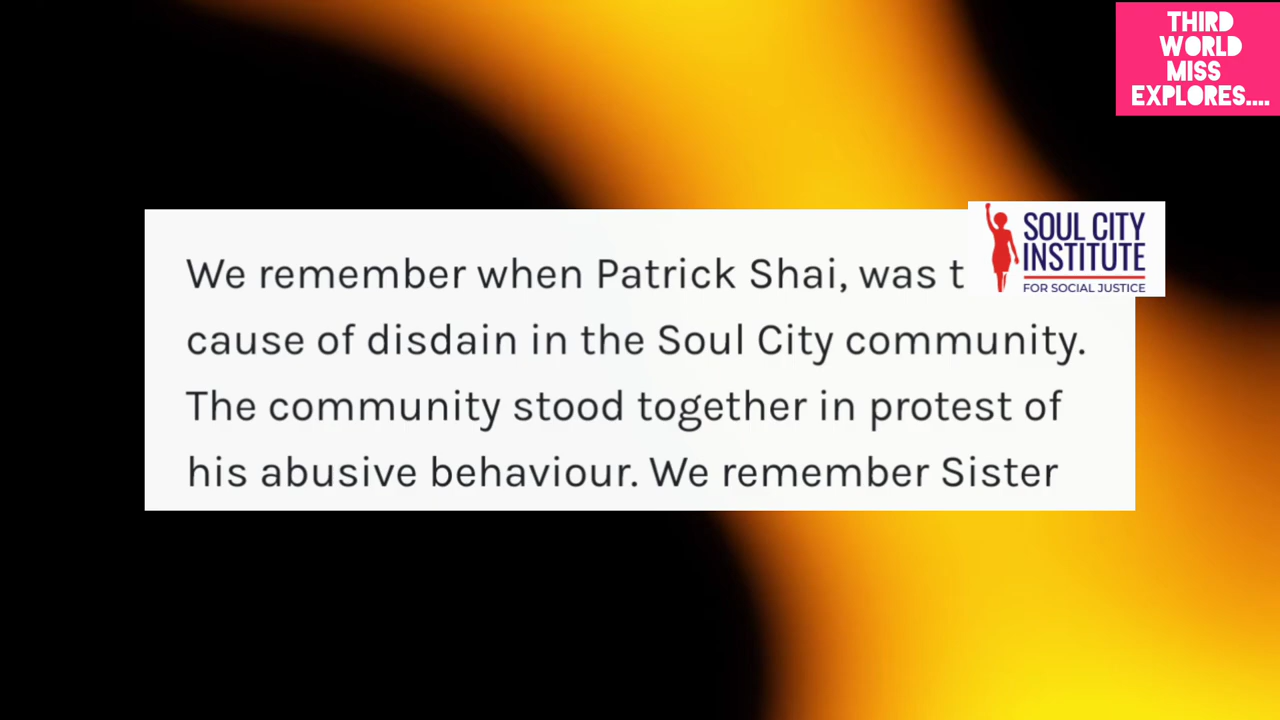 THIRD
WORLD
MISS
EXPLORES....
SOUL CITY
INSTITUTE
FOR SOCIAL JUSTICE
We remember when Patrick Shai, was t
cause of disdain in the Soul City community.
The community stood together in protest of
his abusive behaviour. We remember Sister